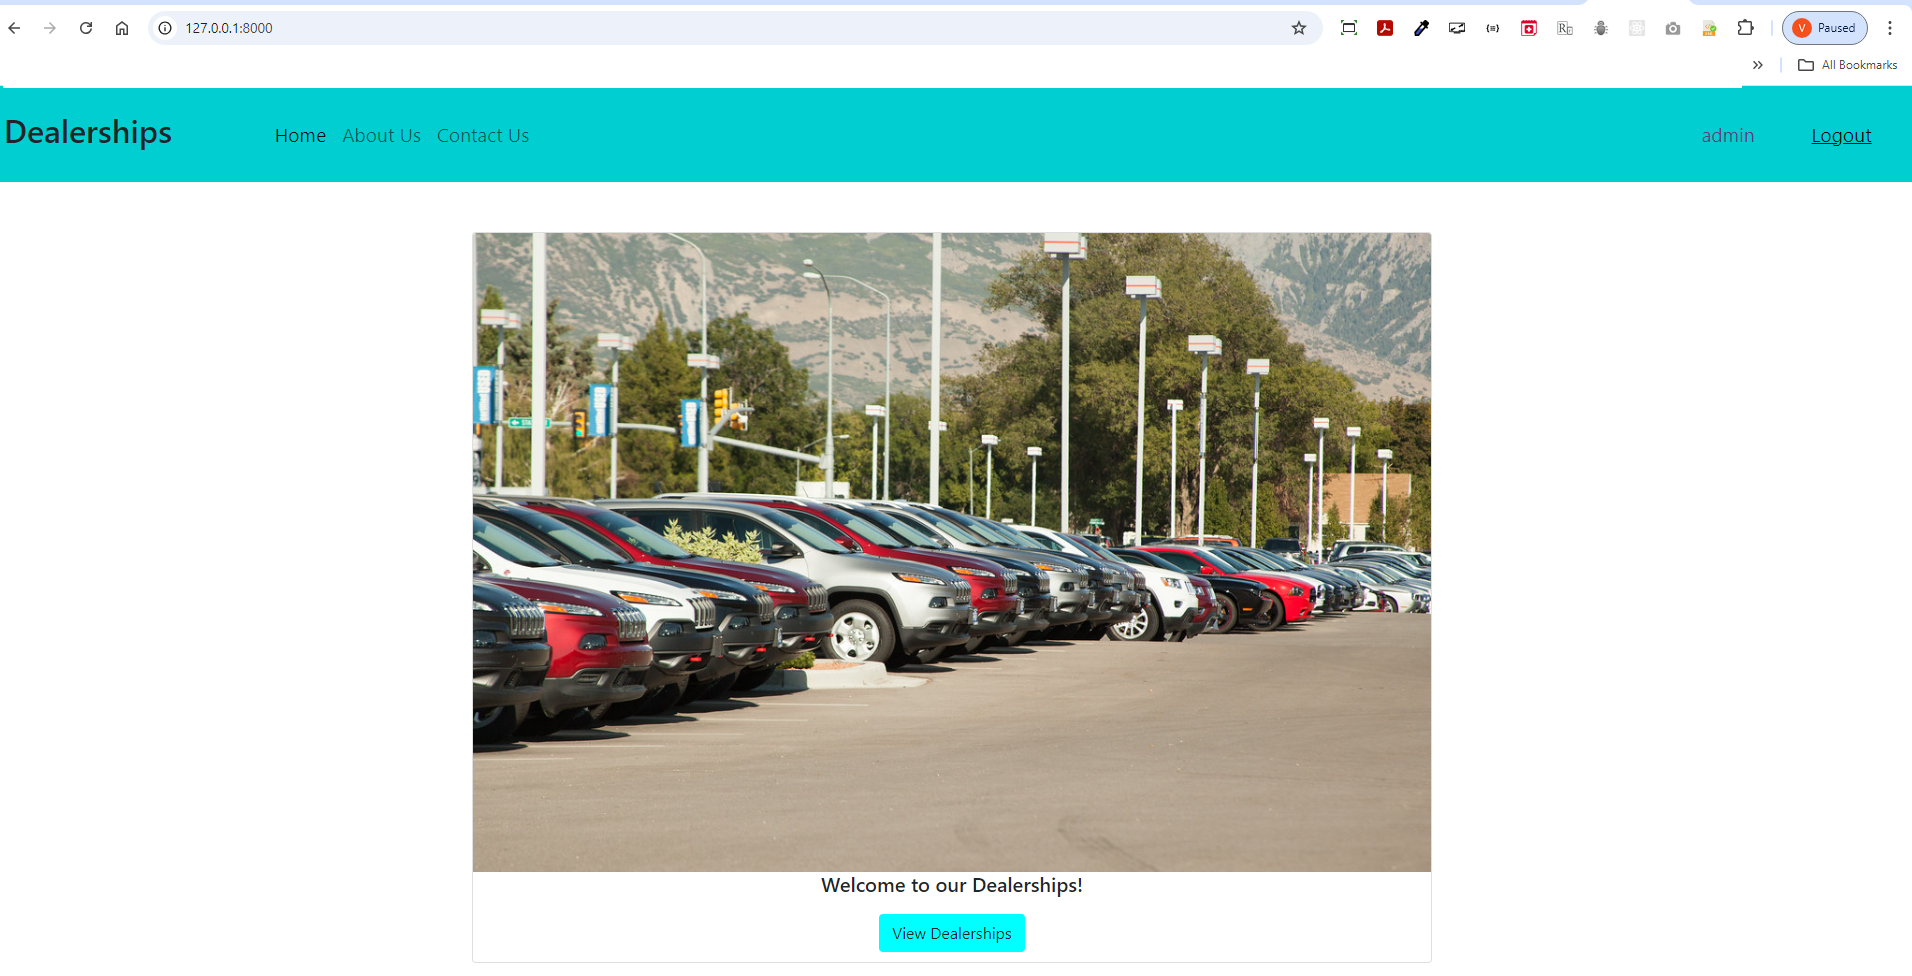 127.0.0.1:8000
V Paused
All Bookmarks
Dealerships
Home About Us Contact Us
admin Logout
Welcome to our Dealerships!
View Dealerships